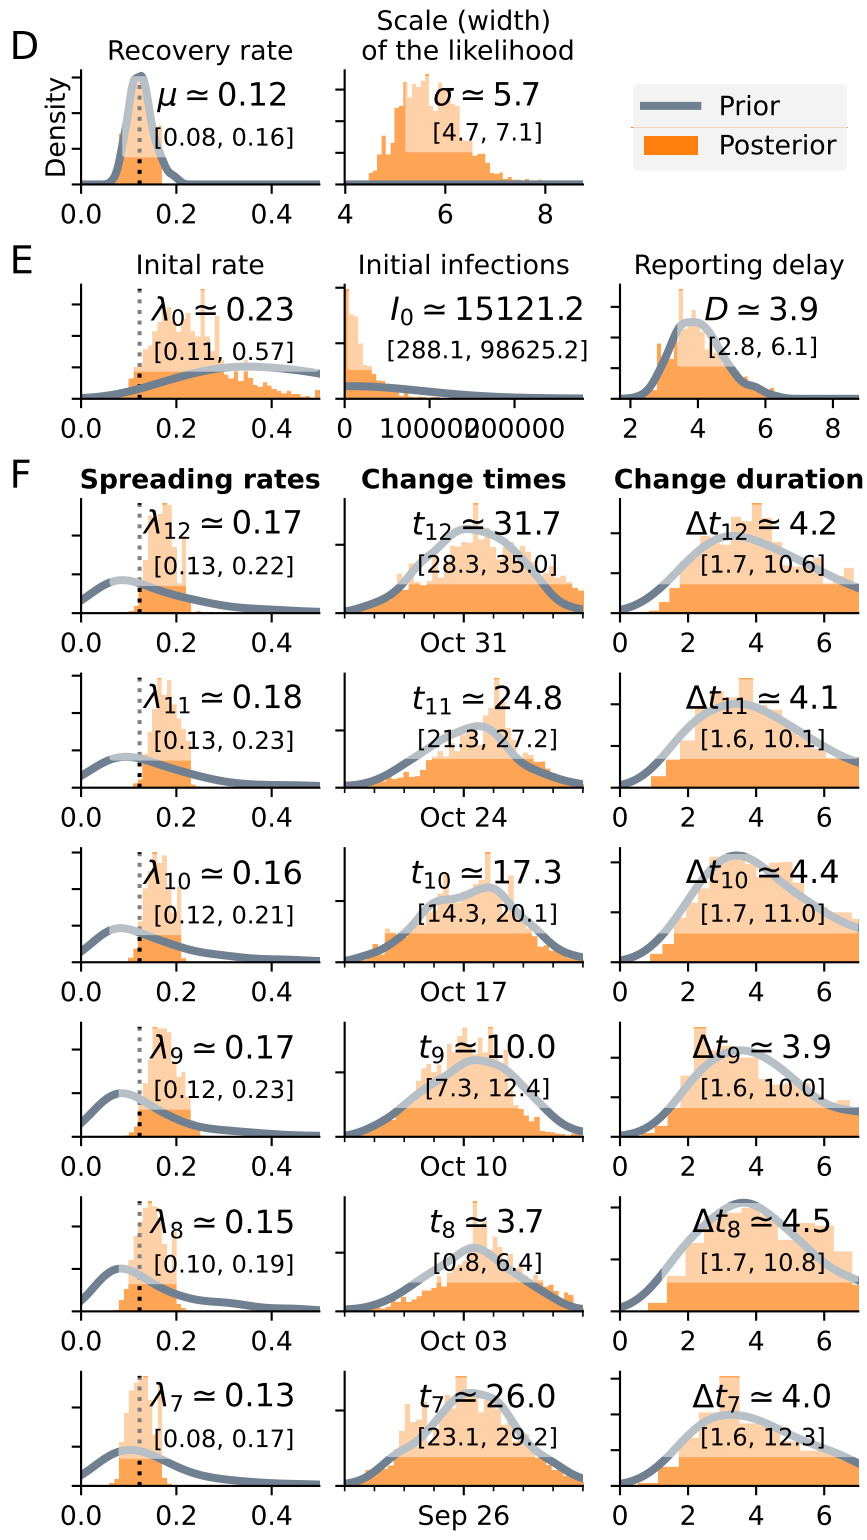 D
Recovery rate
Density
μ ≃ 0.12
[0.08, 0.16]
0.0 0.2 0.4
Scale (width)
of the likelihood
σ ≃ 5.7
[4.7, 7.1]
4 6 8
Prior
Posterior
E
Inital rate
λ0 ≃ 0.23
[0.11, 0.57]
0.0 0.2 0.4
Initial infections
I0 ≃ 15121.2
[288.1, 98625.2]
0 100000 200000
Reporting delay
D ≃ 3.9
[2.8, 6.1]
2 4 6 8
F
Spreading rates Change times Change duration
λ12 ≃ 0.17
[0.13, 0.22]
0.0 0.2 0.4
t12 ≃ 31.7
[28.3, 35.0]
Oct 31
Δt12 ≃ 4.2
[1.7, 10.6]
0 2 4 6
λ11 ≃ 0.18
[0.13, 0.23]
0.0 0.2 0.4
t11 ≃ 24.8
[21.3, 27.2]
Oct 24
Δt11 ≃ 4.1
[1.6, 10.1]
0 2 4 6
λ10 ≃ 0.16
[0.12, 0.21]
0.0 0.2 0.4
t10 ≃ 17.3
[14.3, 20.1]
Oct 17
Δt10 ≃ 4.4
[1.7, 11.0]
0 2 4 6
λ9 ≃ 0.17
[0.12, 0.23]
0.0 0.2 0.4
t9 ≃ 10.0
[7.3, 12.4]
Oct 10
Δt9 ≃ 3.9
[1.6, 10.0]
0 2 4 6
λ8 ≃ 0.15
[0.10, 0.19]
0.0 0.2 0.4
t8 ≃ 3.7
[0.8, 6.4]
Oct 03
Δt8 ≃ 4.5
[1.7, 10.8]
0 2 4 6
λ7 ≃ 0.13
[0.08, 0.17]
0.0 0.2 0.4
t7 ≃ 26.0
[23.1, 29.2]
Sep 26
Δt7 ≃ 4.0
[1.6, 12.3]
0 2 4 6